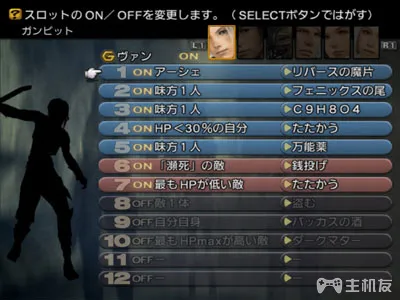 スロットのON／OFFを変更します。（SELECTボタンではがす）
ガンビット
L1
R1
G ヴァン ON
1 ON アーシェ リバースの魔片
2 ON 味方1人 フェニックスの尾
3 ON 味方1人 C9H8O4
4 ON HP＜30％の自分 たたかう
5 ON 味方1人 万能薬
6 ON 「瀕死」の敵 銭投げ
7 ON 最もHPが低い敵 たたかう
8 OFF 敵1体 盗む
9 OFF 自分自身 バッカスの酒
10 OFF 最もHPmaxが高い敵 ダークマター
11 OFF － －
12 OFF － －
主机友